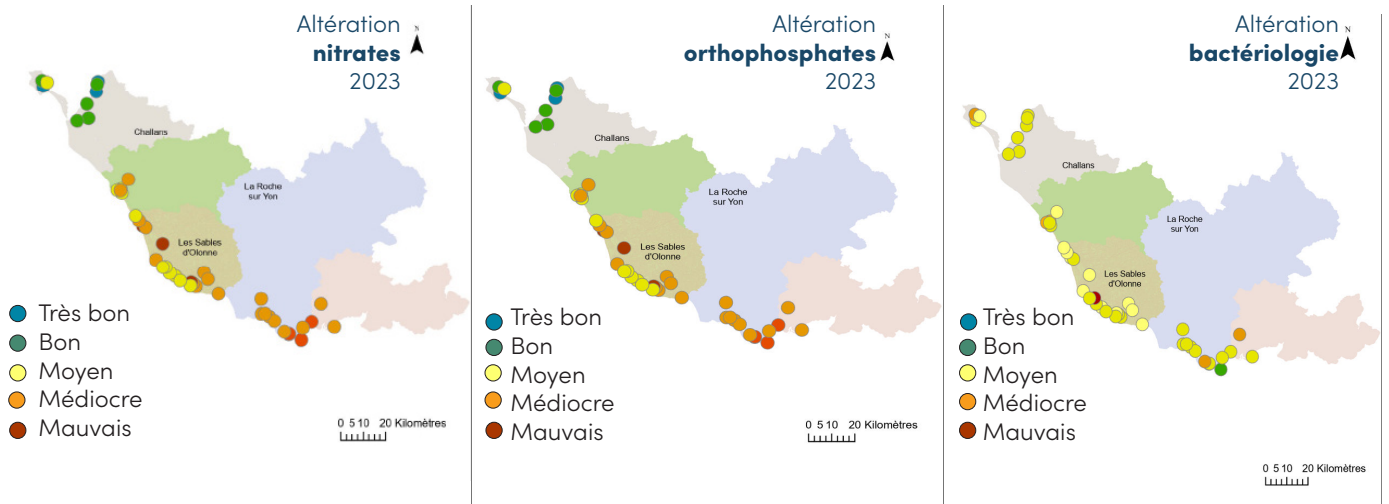 Altération
nitrates
2023
N
Challans
La Roche
sur Yon
Les Sables
d'Olonne
Très bon
Bon
Moyen
Médiocre
Mauvais
0 5 10 20 Kilomètres
Altération
orthophosphates
2023
N
Challans
La Roche
sur Yon
Les Sables
d'Olonne
Très bon
Bon
Moyen
Médiocre
Mauvais
0 5 10 20 Kilomètres
Altération
bactériologie
2023
N
Challans
La Roche
sur Yon
Les Sables
d'Olonne
Très bon
Bon
Moyen
Médiocre
Mauvais
0 5 10 20 Kilomètres